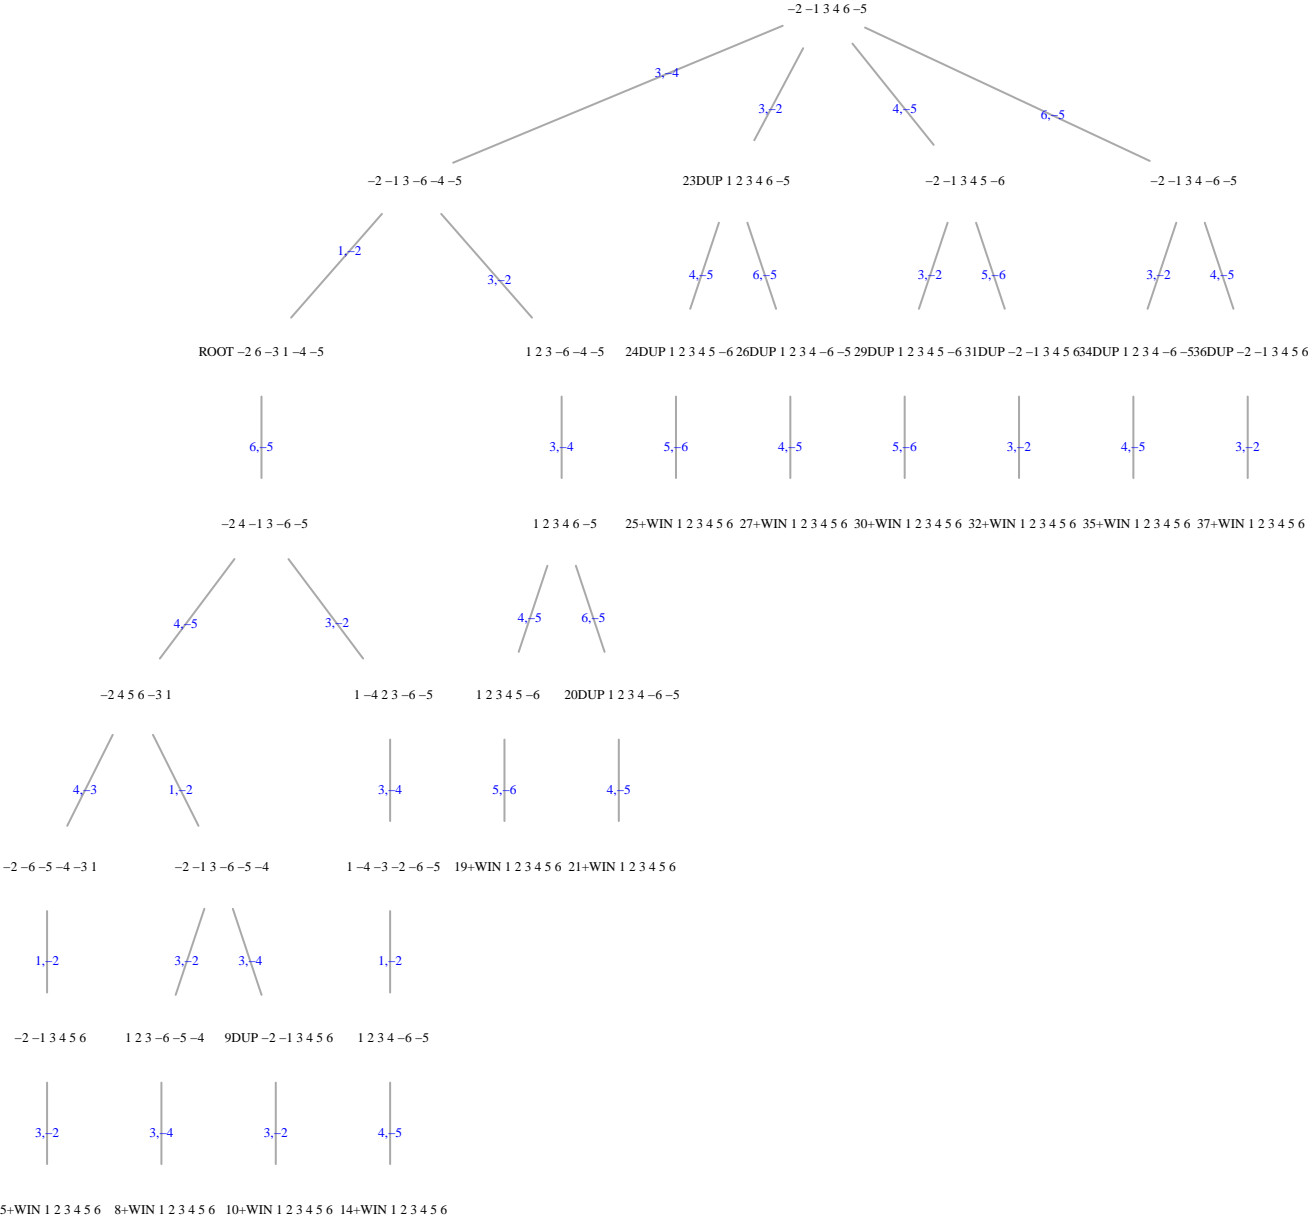 −2 −1 3 4 6 −5
3,−4
3,−2
4,−5
6,−5
−2 −1 3 −6 −4 −5
23DUP 1 2 3 4 6 −5
−2 −1 3 4 5 −6
−2 −1 3 4 −6 −5
1,−2
3,−2
4,−5
6,−5
3,−2
5,−6
3,−2
4,−5
ROOT −2 6 −3 1 −4 −5
1 2 3 −6 −4 −5
24DUP 1 2 3 4 5 −6
26DUP 1 2 3 4 −6 −5
29DUP 1 2 3 4 5 −6
31DUP −2 −1 3 4 5 6
34DUP 1 2 3 4 −6 −5
36DUP −2 −1 3 4 5 6
6,−5
3,−4
5,−6
4,−5
5,−6
3,−2
4,−5
3,−2
−2 4 −1 3 −6 −5
1 2 3 4 6 −5
25+WIN 1 2 3 4 5 6
27+WIN 1 2 3 4 5 6
30+WIN 1 2 3 4 5 6
32+WIN 1 2 3 4 5 6
35+WIN 1 2 3 4 5 6
37+WIN 1 2 3 4 5 6
4,−5
3,−2
4,−5
6,−5
−2 4 5 6 −3 1
1 −4 2 3 −6 −5
1 2 3 4 5 −6
20DUP 1 2 3 4 −6 −5
4,−3
1,−2
3,−4
5,−6
4,−5
−2 −6 −5 −4 −3 1
−2 −1 3 −6 −5 −4
1 −4 −3 −2 −6 −5
19+WIN 1 2 3 4 5 6
21+WIN 1 2 3 4 5 6
1,−2
3,−2
3,−4
1,−2
−2 −1 3 4 5 6
1 2 3 −6 −5 −4
9DUP −2 −1 3 4 5 6
1 2 3 4 −6 −5
3,−2
3,−4
3,−2
4,−5
5+WIN 1 2 3 4 5 6
8+WIN 1 2 3 4 5 6
10+WIN 1 2 3 4 5 6
14+WIN 1 2 3 4 5 6